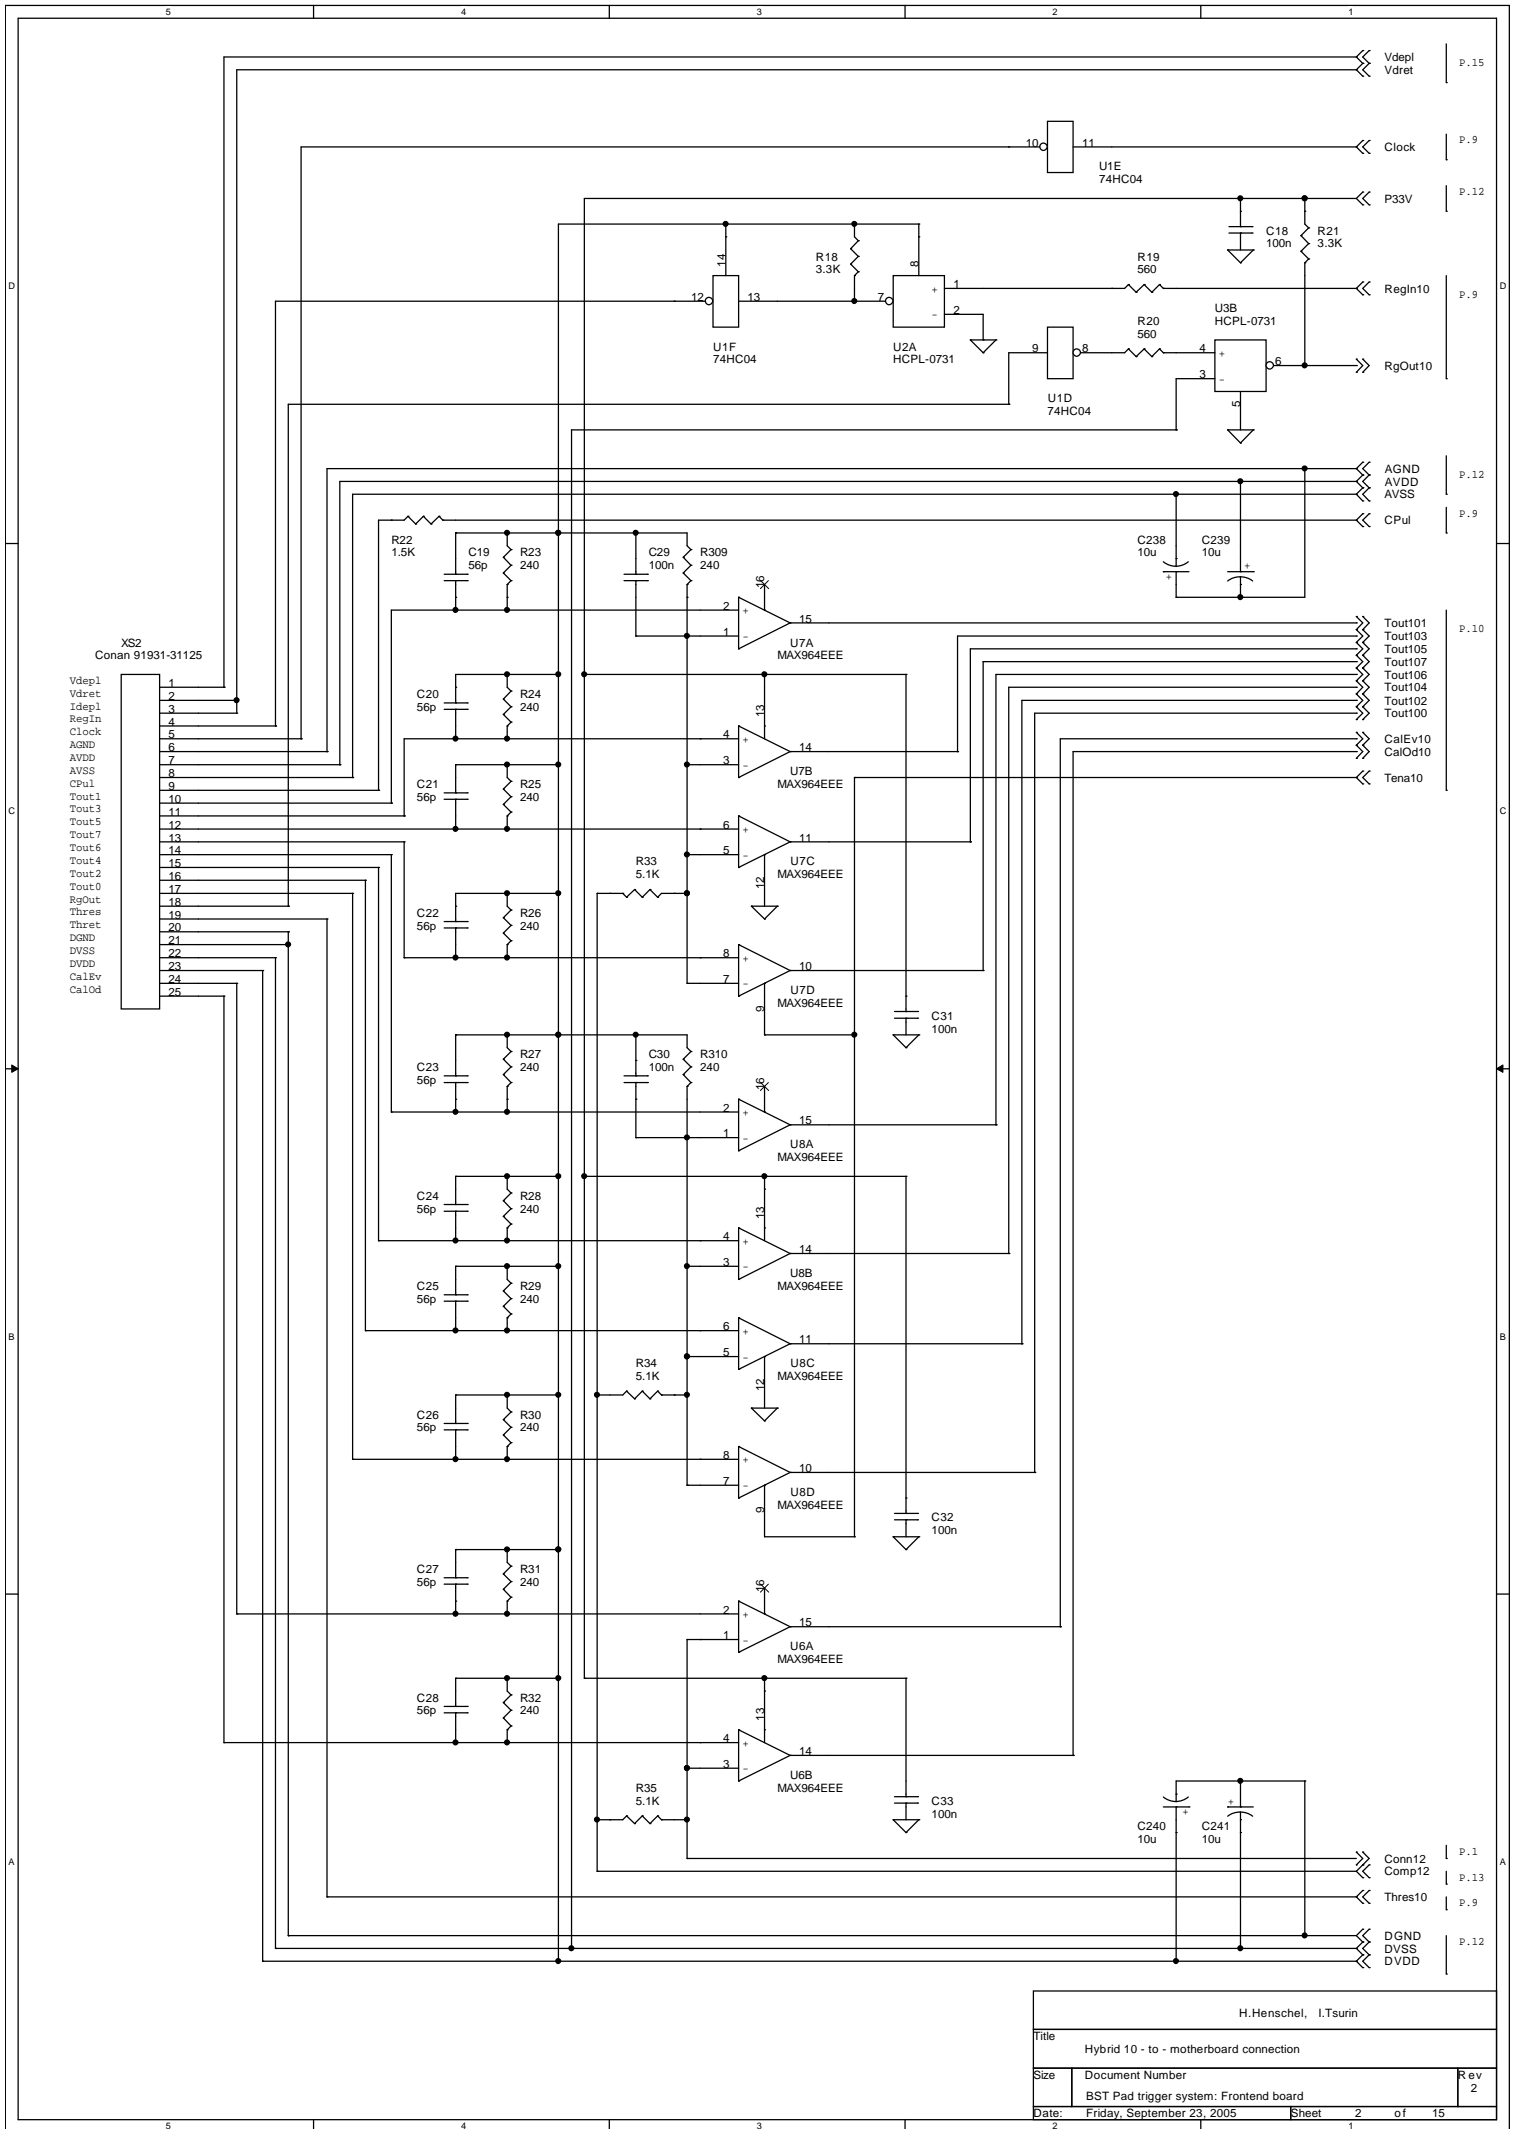 5 4 3 2 1
Vdepl
Vdret
P.15
Clock
P.9
10 11
U1E
74HC04
P33V
P.12
C18
100n
R21
3.3K
14
R18
3.3K
8
R19
560
D
D
12 13
7
+ 1
- 2
RegIn10
P.9
U1F
74HC04
U2A
HCPL-0731
R20
560
U3B
HCPL-0731
9 8
4 +
3 -
6
RgOut10
U1D
74HC04
5
AGND
AVDD
AVSS
P.12
CPul
P.9
R22
1.5K
C19
56p
R23
240
C29
100n
R309
240
C238
10u
C239
10u
+
+
16
2 +
1 -
15
U7A
MAX964EEE
Tout101
Tout103
Tout105
Tout107
Tout106
Tout104
Tout102
Tout100
P.10
CalEv10
CalOd10
Tena10
XS2
Conan 91931-31125
Vdepl 1
Vdret 2
Idepl 3
RegIn 4
Clock 5
AGND 6
AVDD 7
AVSS 8
CPul 9
Tout1 10
Tout3 11
Tout5 12
Tout7 13
Tout6 14
Tout4 15
Tout2 16
Tout0 17
RgOut 18
Thres 19
Thret 20
DGND 21
DVSS 22
DVDD 23
CalEv 24
CalOd 25
C20
56p
R24
240
13
4 +
3 -
14
U7B
MAX964EEE
C21
56p
R25
240
C
C
6 +
5 -
11
U7C
MAX964EEE
12
R33
5.1K
C22
56p
R26
240
8 +
7 -
10
U7D
MAX964EEE
9
C31
100n
C23
56p
R27
240
C30
100n
R310
240
16
2 +
1 -
15
U8A
MAX964EEE
C24
56p
R28
240
13
4 +
3 -
14
U8B
MAX964EEE
C25
56p
R29
240
B
B
6 +
5 -
11
U8C
MAX964EEE
12
R34
5.1K
C26
56p
R30
240
8 +
7 -
10
U8D
MAX964EEE
9
C32
100n
C27
56p
R31
240
16
2 +
1 -
15
U6A
MAX964EEE
C28
56p
R32
240
13
4 +
3 -
14
U6B
MAX964EEE
R35
5.1K
C33
100n
C240
10u
C241
10u
+
+
A
A
Conn12
P.1
Comp12
P.13
Thres10
P.9
DGND
DVSS
DVDD
P.12
H.Henschel, I.Tsurin
Title
Hybrid 10 - to - motherboard connection
Size Document Number Rev
BST Pad trigger system: Frontend board 2
Date: Friday, September 23, 2005 Sheet 2 of 15
5 4 3 2 1